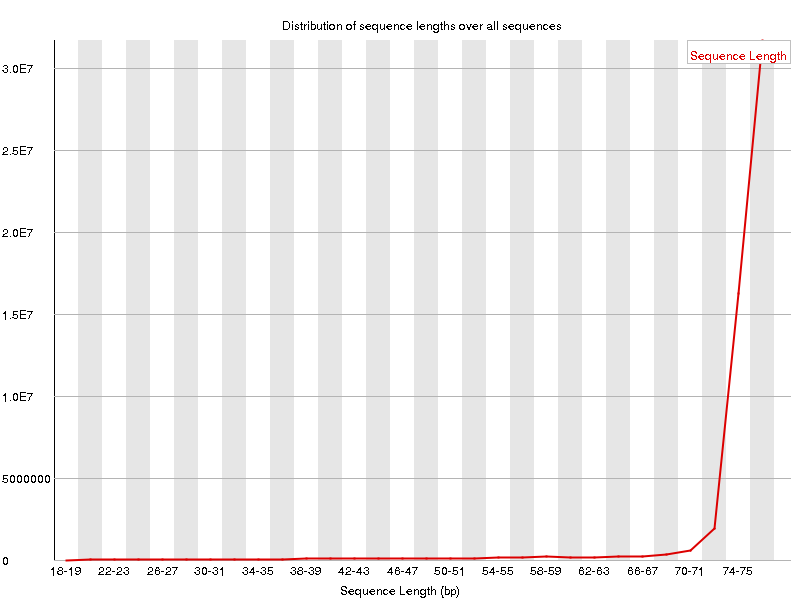 Distribution of sequence lengths over all sequences
Sequence Length
3.0E7
2.5E7
2.0E7
1.5E7
1.0E7
5000000
0
18-19 22-23 26-27 30-31 34-35 38-39 42-43 46-47 50-51 54-55 58-59 62-63 66-67 70-71 74-75
Sequence Length (bp)